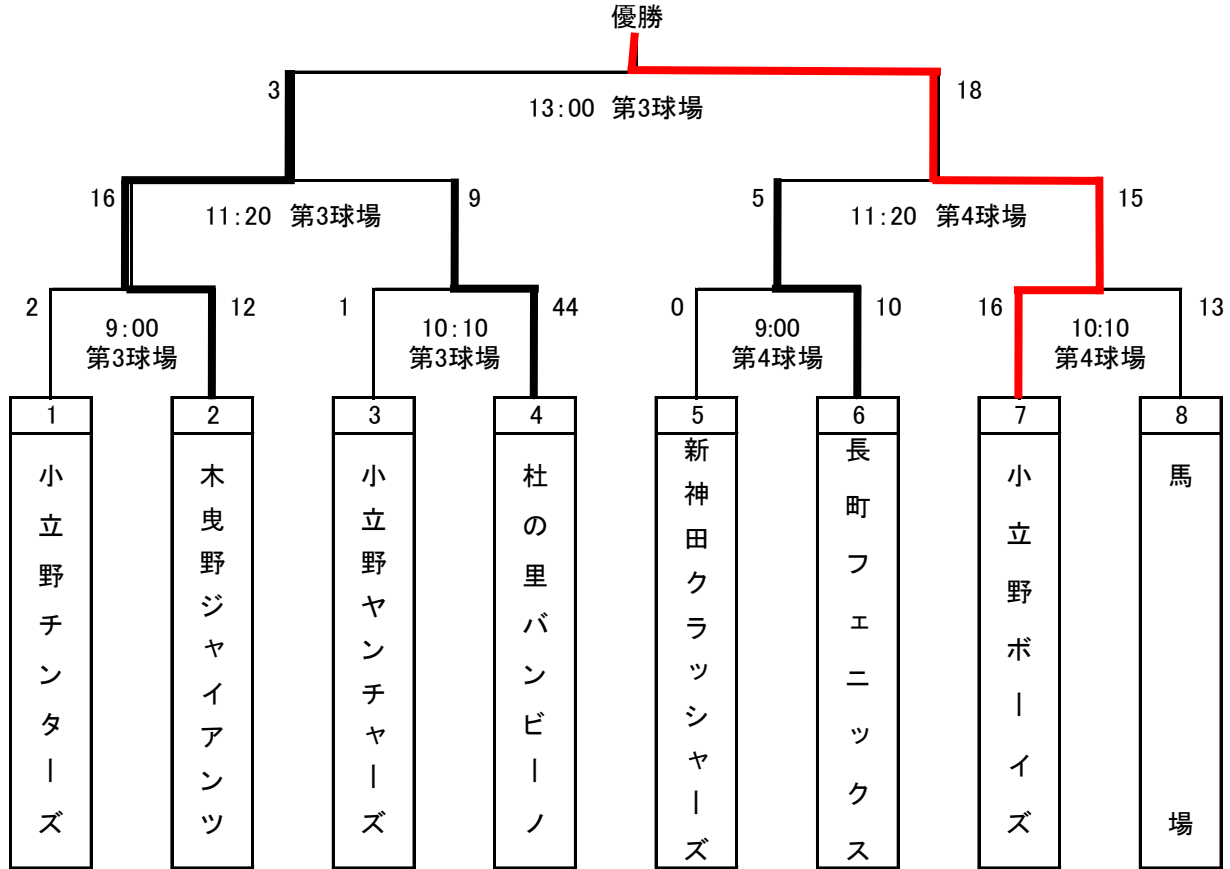 優勝
3
18
13:00 第3球場
16
9
5
15
11:20 第3球場
11:20 第4球場
2
12
1
44
0
10
16
13
9:00
第3球場
10:10
第3球場
9:00
第4球場
10:10
第4球場
1
2
3
4
5
6
7
8
小立野チンターズ
木曳野ジャイアンツ
小立野ヤンチャーズ
杜の里バンビーノ
新神田クラッシャーズ
長町フェニックス
小立野ボーイズ
馬場